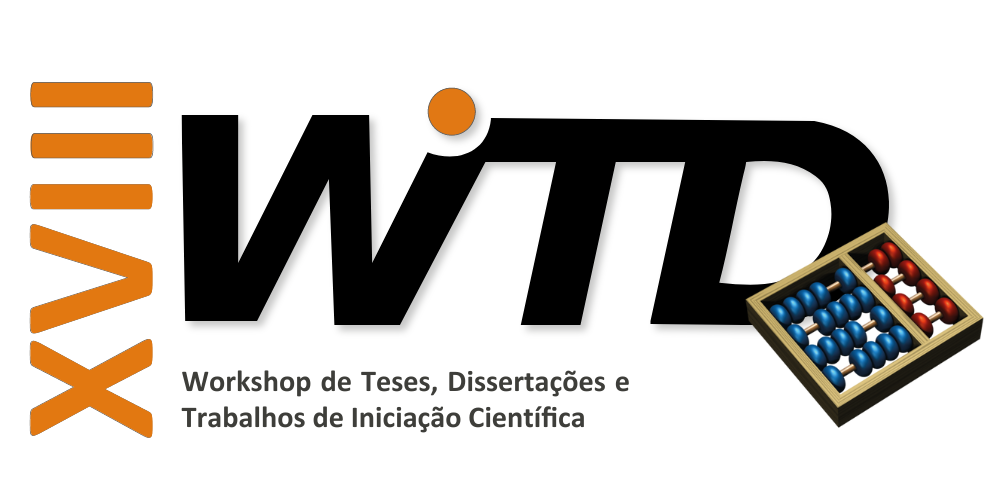 XVIII
WTD
Workshop de Teses, Dissertações e
Trabalhos de Iniciação Científica